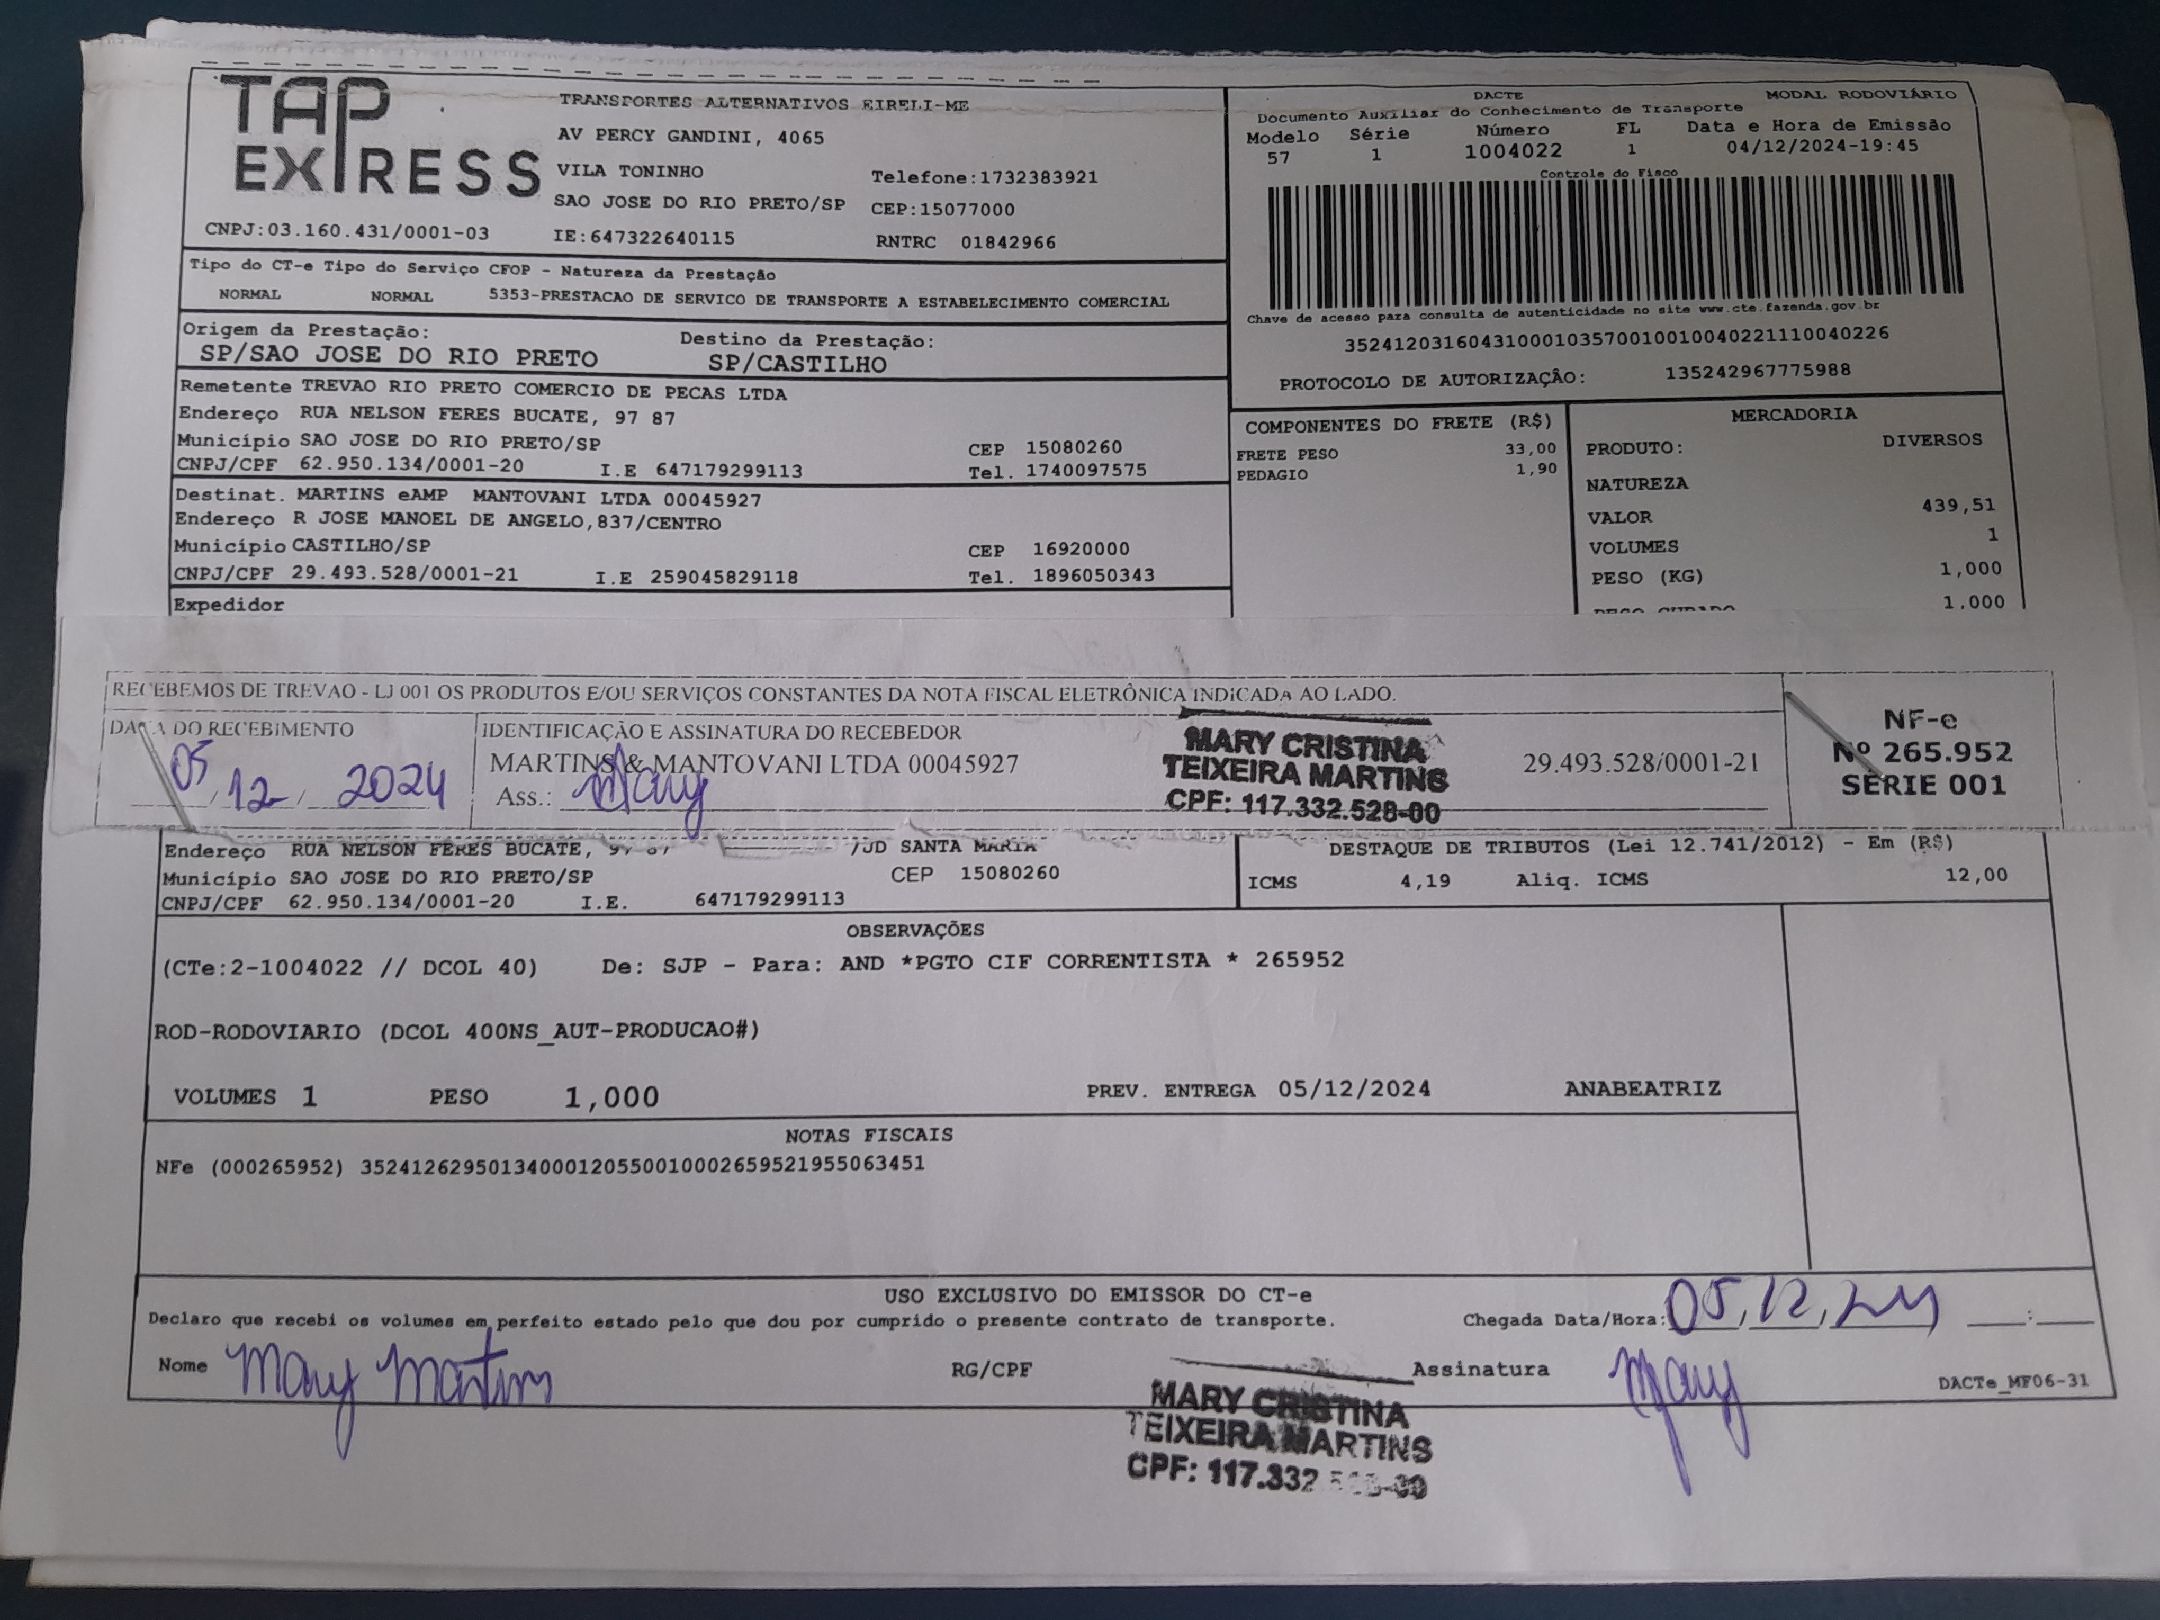 TAP
EXPRESS
TRANSPORTES ALTERNATIVOS EIRELI-ME
AV PERCY GANDINI, 4065
VILA TONINHO
Telefone:1732383921
SAO JOSE DO RIO PRETO/SP CEP:15077000
CNPJ:03.160.431/0001-03 IE:647322640115 RNTRC 01842966
DACTE MODAL RODOVIÁRIO
Documento Auxiliar do Conhecimento de Transporte
Modelo Série Número FL Data e Hora de Emissão
57 1 1004022 1 04/12/2024-19:45
Controle do Fisco
Chave de acesso para consulta de autenticidade no site www.cte.fazenda.gov.br
35241203160431000103570010010040221110040226
PROTOCOLO DE AUTORIZAÇÃO: 135242967775988
Tipo do CT-e Tipo do Serviço CFOP - Natureza da Prestação
NORMAL NORMAL 5353-PRESTACAO DE SERVICO DE TRANSPORTE A ESTABELECIMENTO COMERCIAL
Origem da Prestação: Destino da Prestação:
SP/SAO JOSE DO RIO PRETO SP/CASTILHO
Remetente TREVAO RIO PRETO COMERCIO DE PECAS LTDA
Endereço RUA NELSON FERES BUCATE, 97 87
Município SAO JOSE DO RIO PRETO/SP CEP 15080260
CNPJ/CPF 62.950.134/0001-20 I.E 647179299113 Tel. 1740097575
Destinat. MARTINS eAMP MANTOVANI LTDA 00045927
Endereço R JOSE MANOEL DE ANGELO,837/CENTRO
Município CASTILHO/SP CEP 16920000
CNPJ/CPF 29.493.528/0001-21 I.E 259045829118 Tel. 1896050343
Expedidor
COMPONENTES DO FRETE (R$)
FRETE PESO 33,00
PEDAGIO 1,90
MERCADORIA
PRODUTO: DIVERSOS
NATUREZA
VALOR 439,51
VOLUMES 1
PESO (KG) 1,000
PESO CUBADO 1,000
RECEBEMOS DE TREVAO - LJ 001 OS PRODUTOS E/OU SERVIÇOS CONSTANTES DA NOTA FISCAL ELETRÔNICA INDICADA AO LADO.
DATA DO RECEBIMENTO IDENTIFICAÇÃO E ASSINATURA DO RECEBEDOR
MARTINS & MANTOVANI LTDA 00045927 29.493.528/0001-21
05/12/2024 Ass.: Mary
MARY CRISTINA
TEIXEIRA MARTINS
CPF: 117.332.528-00
NF-e
Nº 265.952
SÉRIE 001
Endereço RUA NELSON FERES BUCATE, 97 87 /JD SANTA MARIA
Município SAO JOSE DO RIO PRETO/SP CEP 15080260
CNPJ/CPF 62.950.134/0001-20 I.E. 647179299113
DESTAQUE DE TRIBUTOS (Lei 12.741/2012) - Em (R$)
ICMS 4,19 Aliq. ICMS 12,00
OBSERVAÇÕES
(CTe:2-1004022 // DCOL 40) De: SJP - Para: AND *PGTO CIF CORRENTISTA * 265952
ROD-RODOVIARIO (DCOL 400NS_AUT-PRODUCAO#)
VOLUMES 1 PESO 1,000 PREV. ENTREGA 05/12/2024 ANABEATRIZ
NOTAS FISCAIS
NFe (000265952) 35241262950134000120550010002659521955063451
USO EXCLUSIVO DO EMISSOR DO CT-e
Declaro que recebi os volumes em perfeito estado pelo que dou por cumprido o presente contrato de transporte. Chegada Data/Hora: 05/12/24 __:__
Nome Mary Martins RG/CPF Assinatura Mary
DACTe_MF06-31
MARY CRISTINA
TEIXEIRA MARTINS
CPF: 117.332.528-00